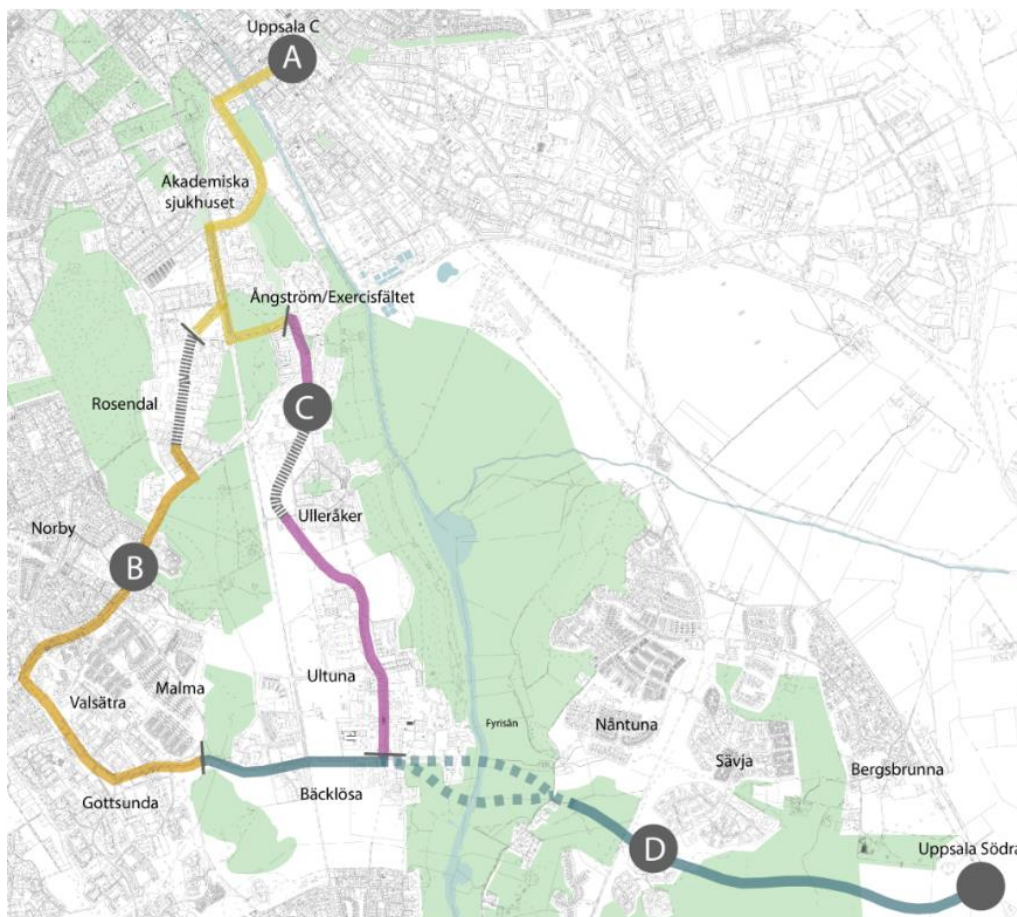 Uppsala C
A
Akademiska
sjukhuset
Ångström/Exercisfältet
Rosendal
C
Ulleråker
Norby
B
Malma
Valsätra
Ultuna
Fyrisån
Nåntuna
Sävja
Bergsbrunna
Gottsunda
Bäcklösa
D
Uppsala Södra